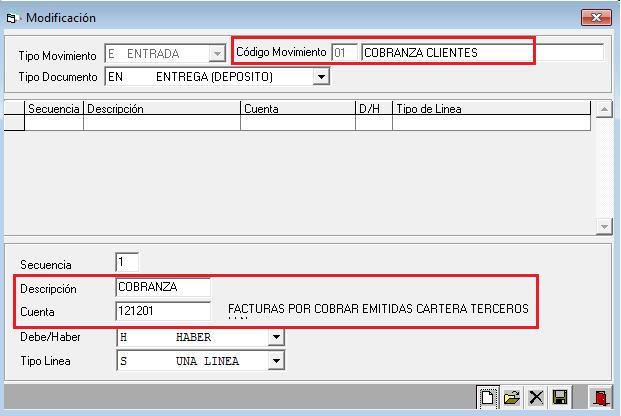 Modificación
Tipo Movimiento E ENTRADA Código Movimiento 01 COBRANZA CLIENTES
Tipo Documento EN ENTREGA (DEPOSITO)
Secuencia Descripción Cuenta D/H Tipo de Linea
Secuencia 1
Descripción COBRANZA
Cuenta 121201 FACTURAS POR COBRAR EMITIDAS CARTERA TERCEROS
Debe/Haber H HABER
Tipo Linea S UNA LINEA